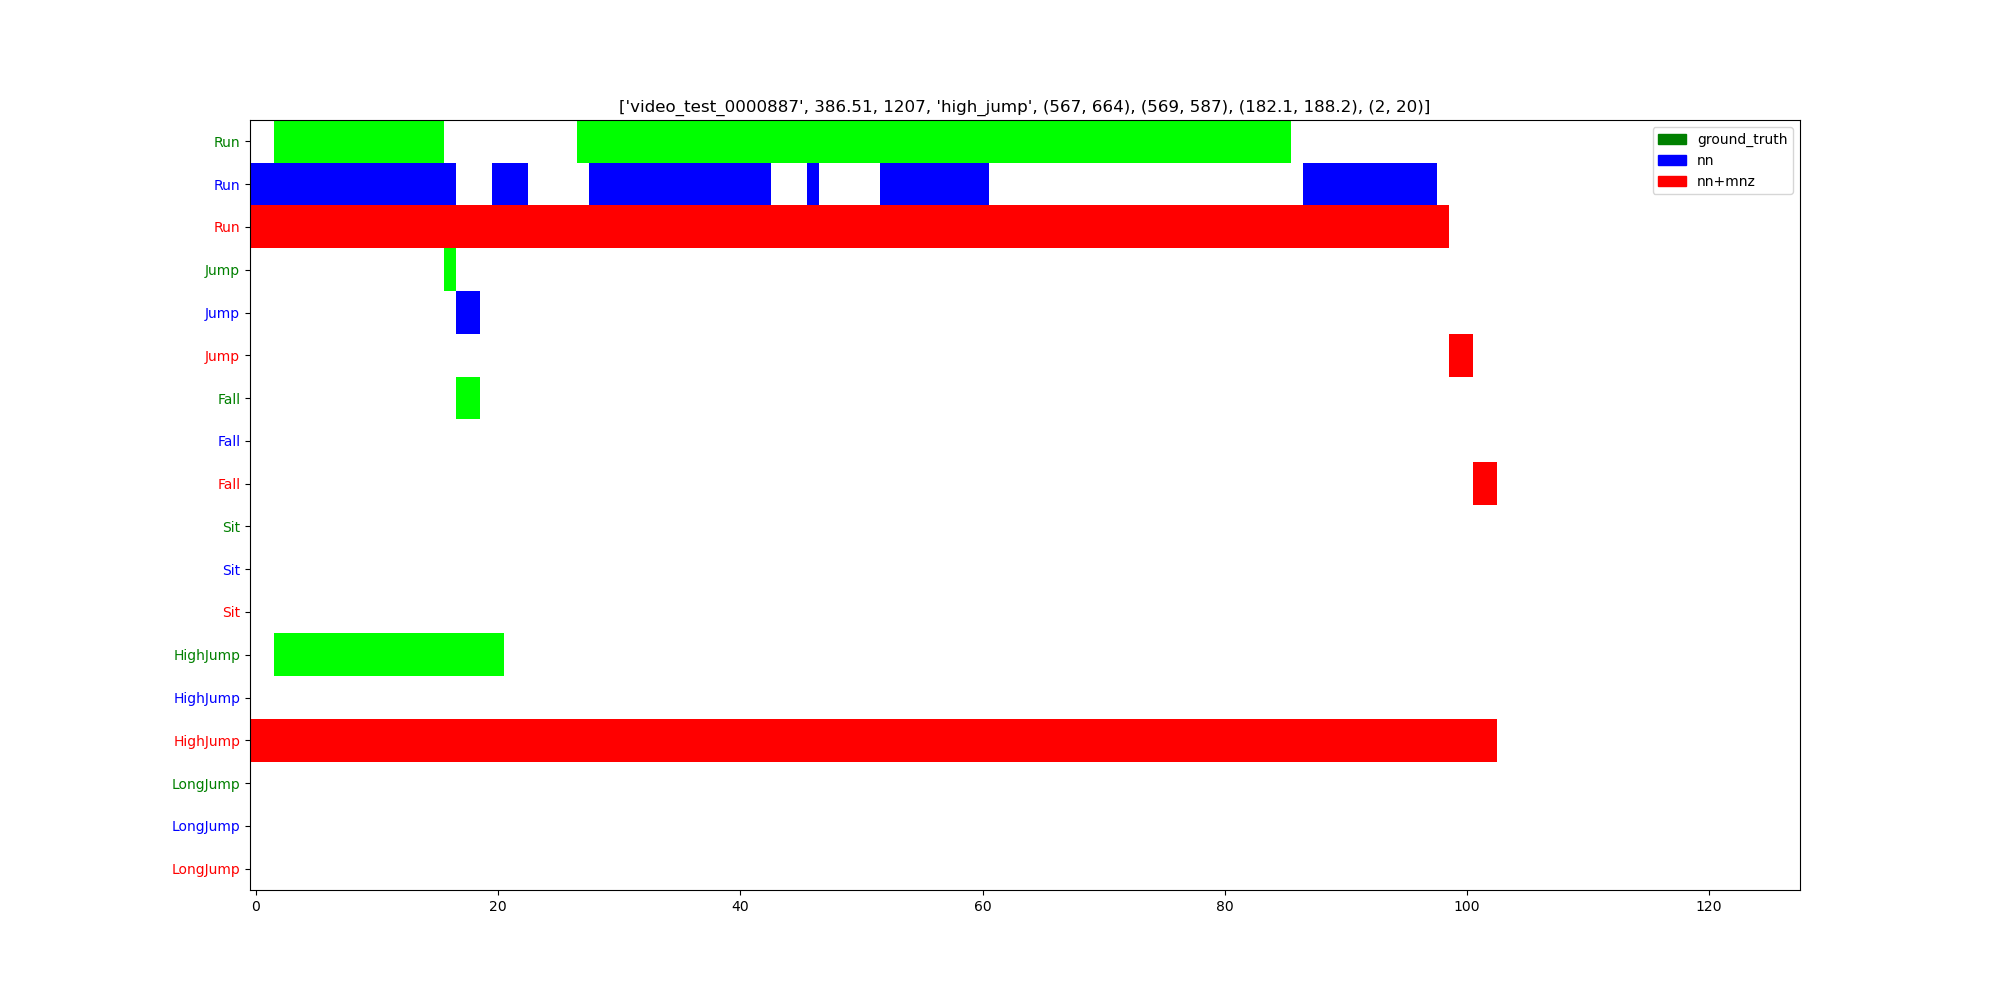 ['video_test_0000887', 386.51, 1207, 'high_jump', (567, 664), (569, 587), (182.1, 188.2), (2, 20)]
ground_truth
nn
nn+mnz
Run
Run
Run
Jump
Jump
Jump
Fall
Fall
Fall
Sit
Sit
Sit
HighJump
HighJump
HighJump
LongJump
LongJump
LongJump
0 20 40 60 80 100 120